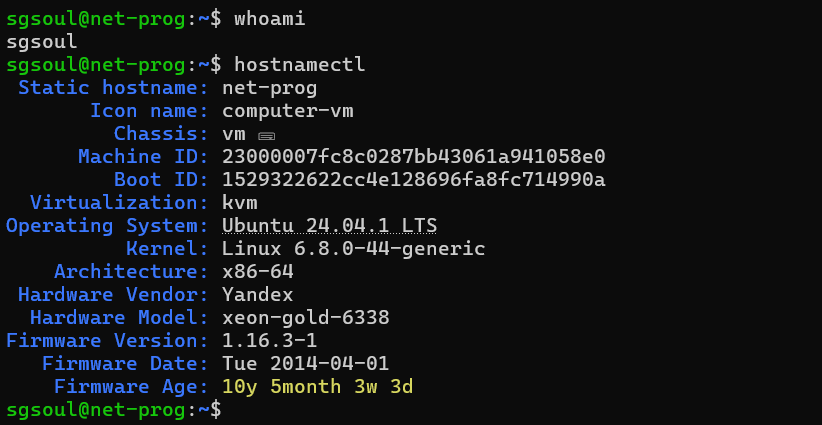 sgsoul@net-prog:~$ whoami
sgsoul
sgsoul@net-prog:~$ hostnamectl
Static hostname: net-prog
Icon name: computer-vm
Chassis: vm 🖴
Machine ID: 23000007fc8c0287bb43061a941058e0
Boot ID: 1529322622cc4e128696fa8fc714990a
Virtualization: kvm
Operating System: Ubuntu 24.04.1 LTS
Kernel: Linux 6.8.0-44-generic
Architecture: x86-64
Hardware Vendor: Yandex
Hardware Model: xeon-gold-6338
Firmware Version: 1.16.3-1
Firmware Date: Tue 2014-04-01
Firmware Age: 10y 5month 3w 3d
sgsoul@net-prog:~$